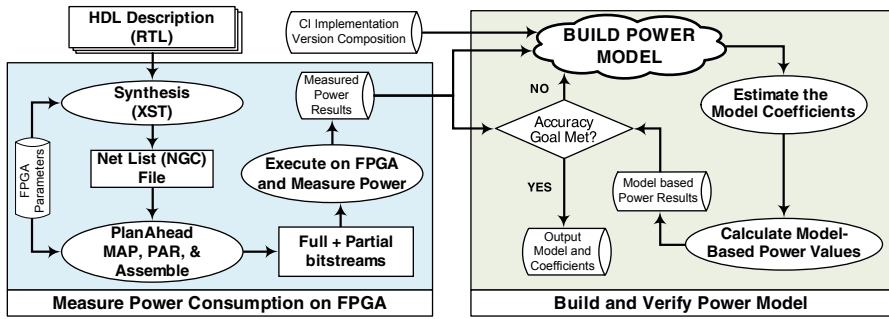 HDL Description
(RTL)
Synthesis
(XST)
FPGA
Parameters
Net List (NGC)
File
PlanAhead
MAP, PAR, &
Assemble
Full + Partial
bitstreams
Execute on FPGA
and Measure Power
Measured
Power
Results
Measure Power Consumption on FPGA
CI Implementation
Version Composition
BUILD POWER
MODEL
NO
Accuracy
Goal Met?
YES
Output
Model and
Coefficients
Estimate the
Model Coefficients
Model based
Power Results
Calculate Model-
Based Power Values
Build and Verify Power Model